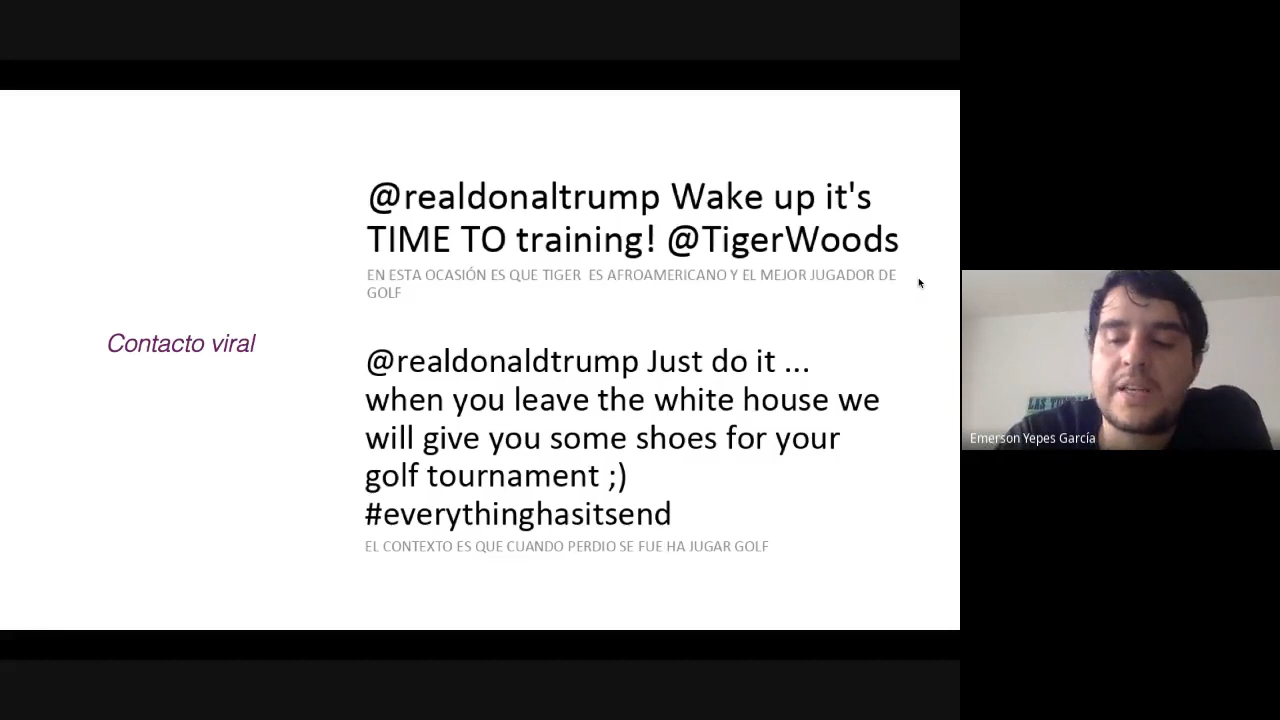 @realdonaltrump Wake up it's
TIME TO training! @TigerWoods
EN ESTA OCASIÓN ES QUE TIGER ES AFROAMERICANO Y EL MEJOR JUGADOR DE
GOLF
Contacto viral
@realdonaldtrump Just do it ...
when you leave the white house we
will give you some shoes for your
golf tournament ;)
#everythinghasitsend
EL CONTEXTO ES QUE CUANDO PERDIO SE FUE HA JUGAR GOLF
Emerson Yepes García